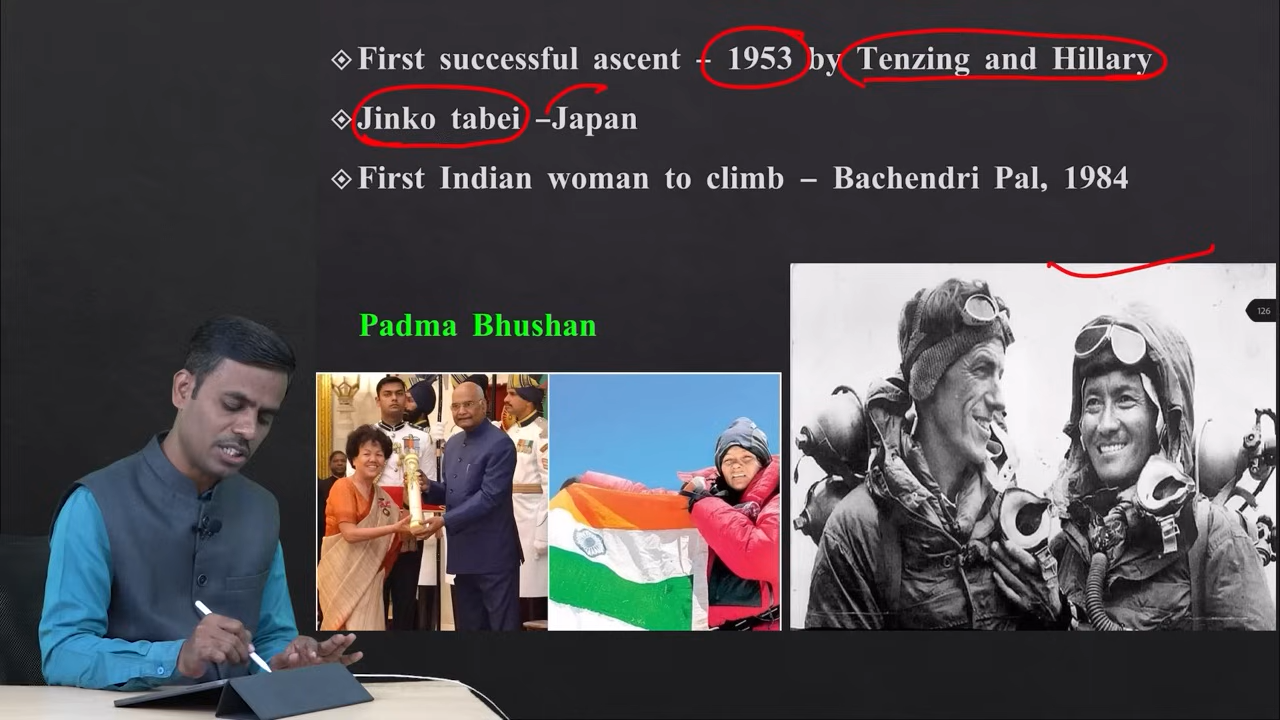 ◈First successful ascent – 1953 by Tenzing and Hillary
◈Jinko tabei –Japan
◈First Indian woman to climb – Bachendri Pal, 1984
Padma Bhushan
126